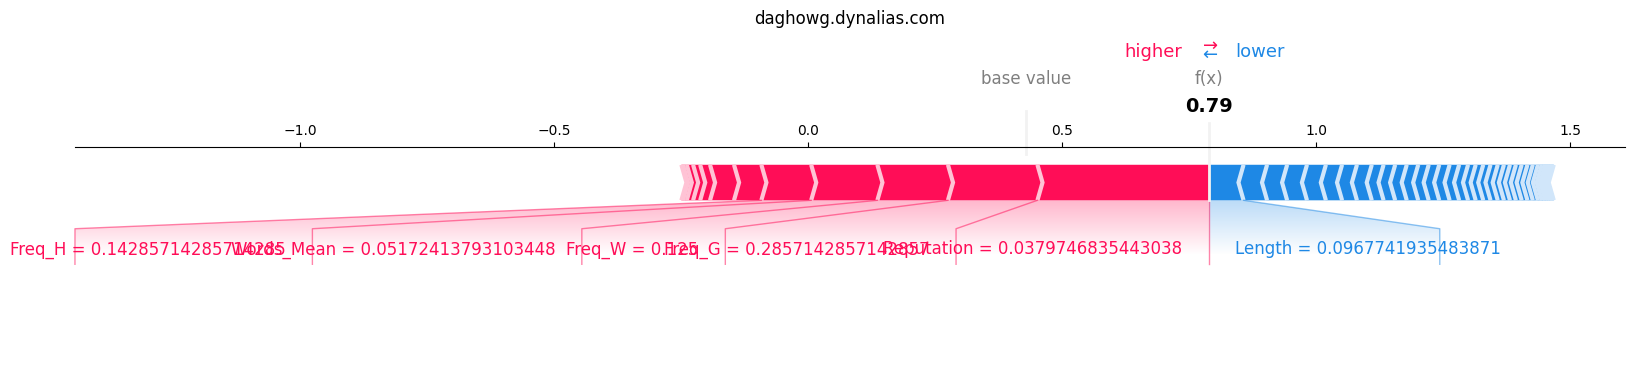 daghowg.dynalias.com
higher → ← lower
base value f(x)
0.79
−1.0 −0.5 0.0 0.5 1.0 1.5
Freq_H = 0.14285714285714285 Words_Mean = 0.05172413793103448 Freq_W = 0.125 Freq_G = 0.2857142857142857 Reputation = 0.0379746835443038 Length = 0.0967741935483871